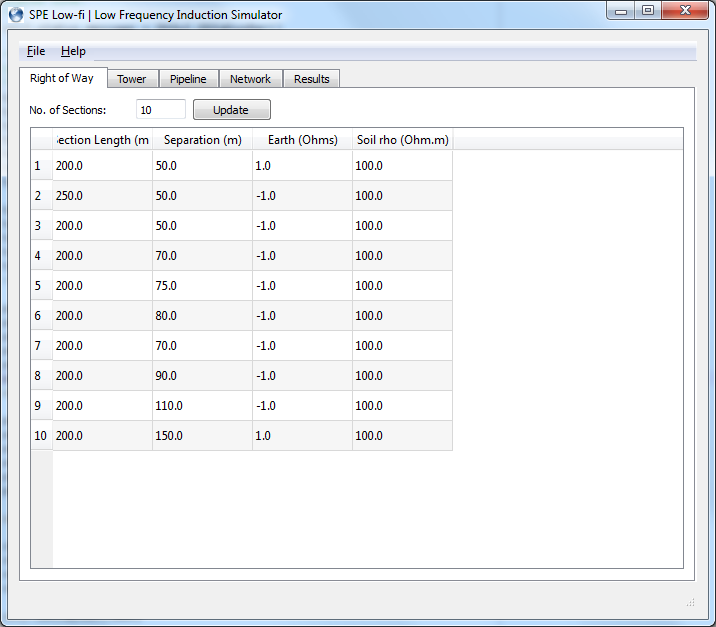 SPE Low-fi | Low Frequency Induction Simulator
File Help
Right of Way Tower Pipeline Network Results
No. of Sections: 10 Update
ection Length (m Separation (m) Earth (Ohms) Soil rho (Ohm.m)
1 200.0 50.0 1.0 100.0
2 250.0 50.0 -1.0 100.0
3 200.0 50.0 -1.0 100.0
4 200.0 70.0 -1.0 100.0
5 200.0 75.0 -1.0 100.0
6 200.0 80.0 -1.0 100.0
7 200.0 70.0 -1.0 100.0
8 200.0 90.0 -1.0 100.0
9 200.0 110.0 -1.0 100.0
10 200.0 150.0 1.0 100.0